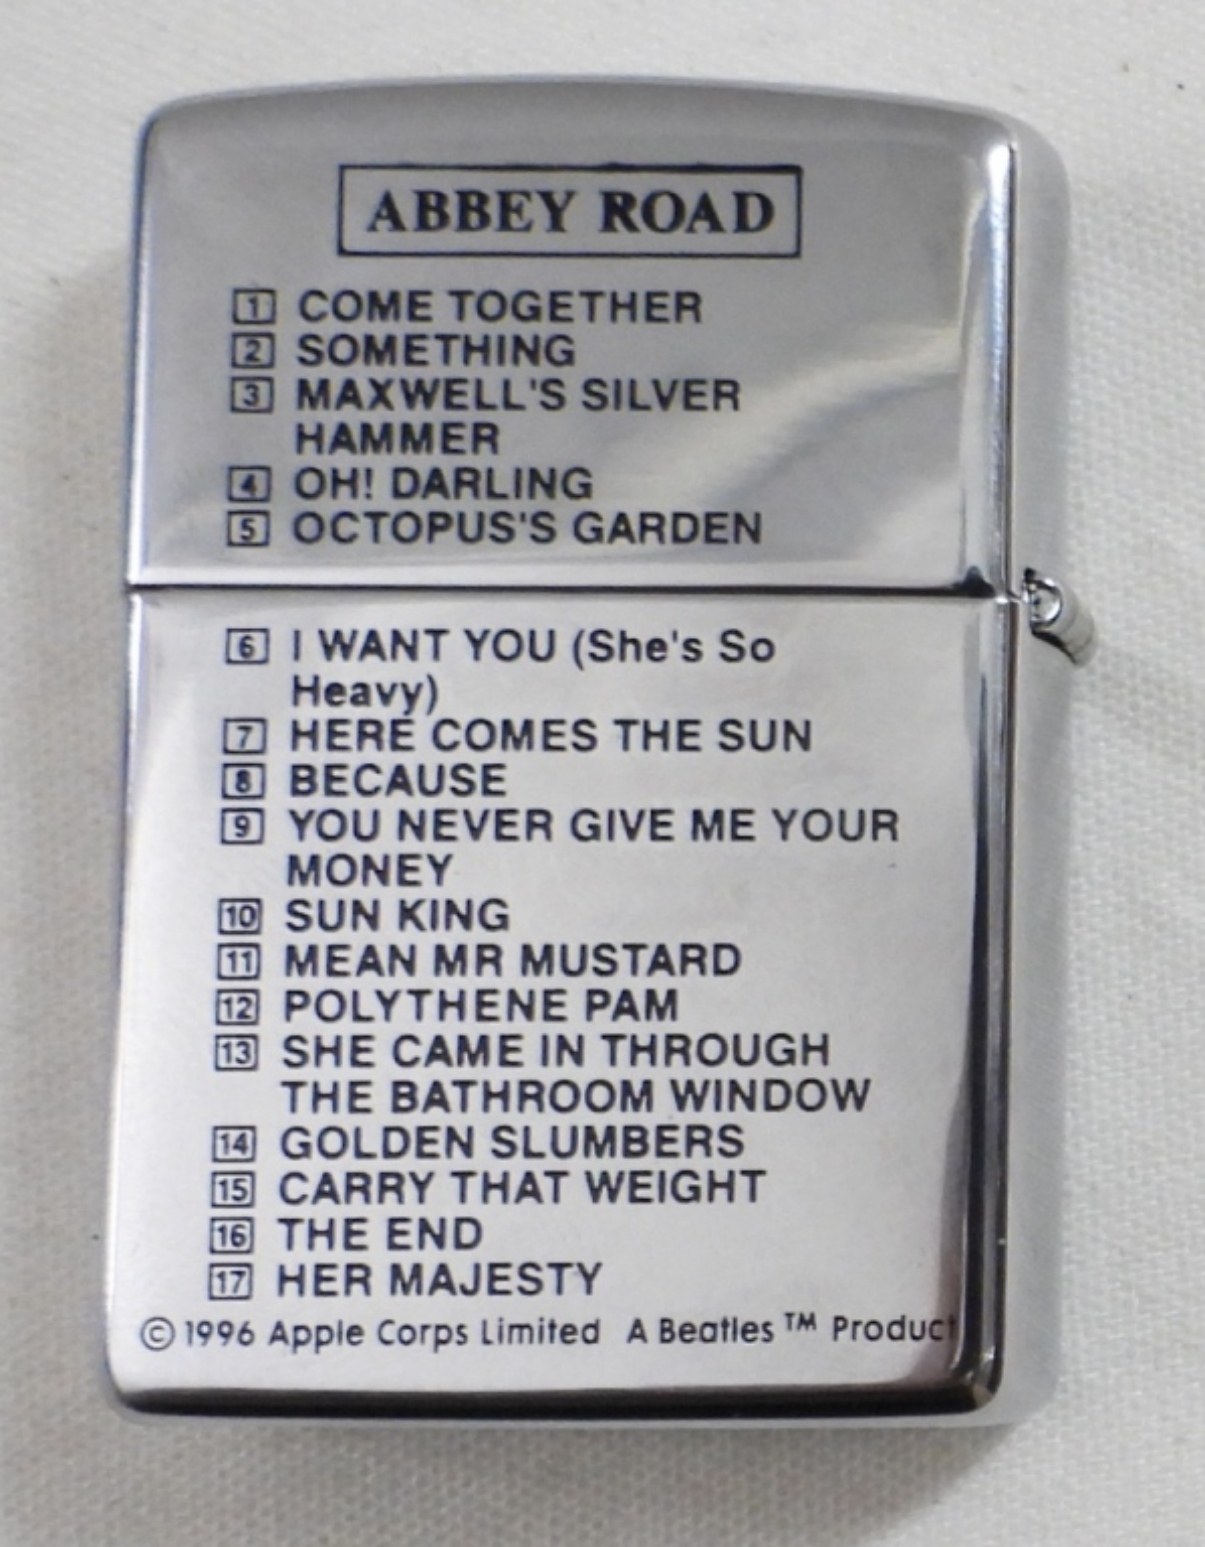 ABBEY ROAD
1 COME TOGETHER
2 SOMETHING
3 MAXWELL'S SILVER
HAMMER
4 OH! DARLING
5 OCTOPUS'S GARDEN
6 I WANT YOU (She's So
Heavy)
7 HERE COMES THE SUN
8 BECAUSE
9 YOU NEVER GIVE ME YOUR
MONEY
10 SUN KING
11 MEAN MR MUSTARD
12 POLYTHENE PAM
13 SHE CAME IN THROUGH
THE BATHROOM WINDOW
14 GOLDEN SLUMBERS
15 CARRY THAT WEIGHT
16 THE END
17 HER MAJESTY
© 1996 Apple Corps Limited A Beatles ™ Product